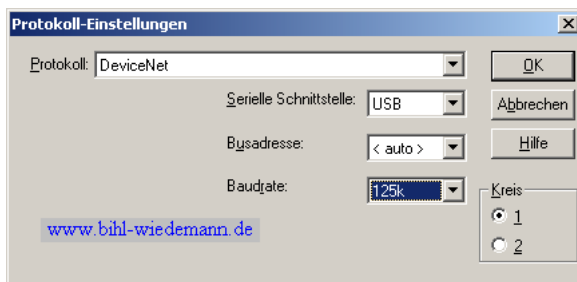 Protokoll-Einstellungen
Protokoll: DeviceNet
OK
Serielle Schnittstelle: USB
Abbrechen
Busadresse: < auto >
Hilfe
Baudrate: 125k
Kreis
1
www.bihl-wiedemann.de
2